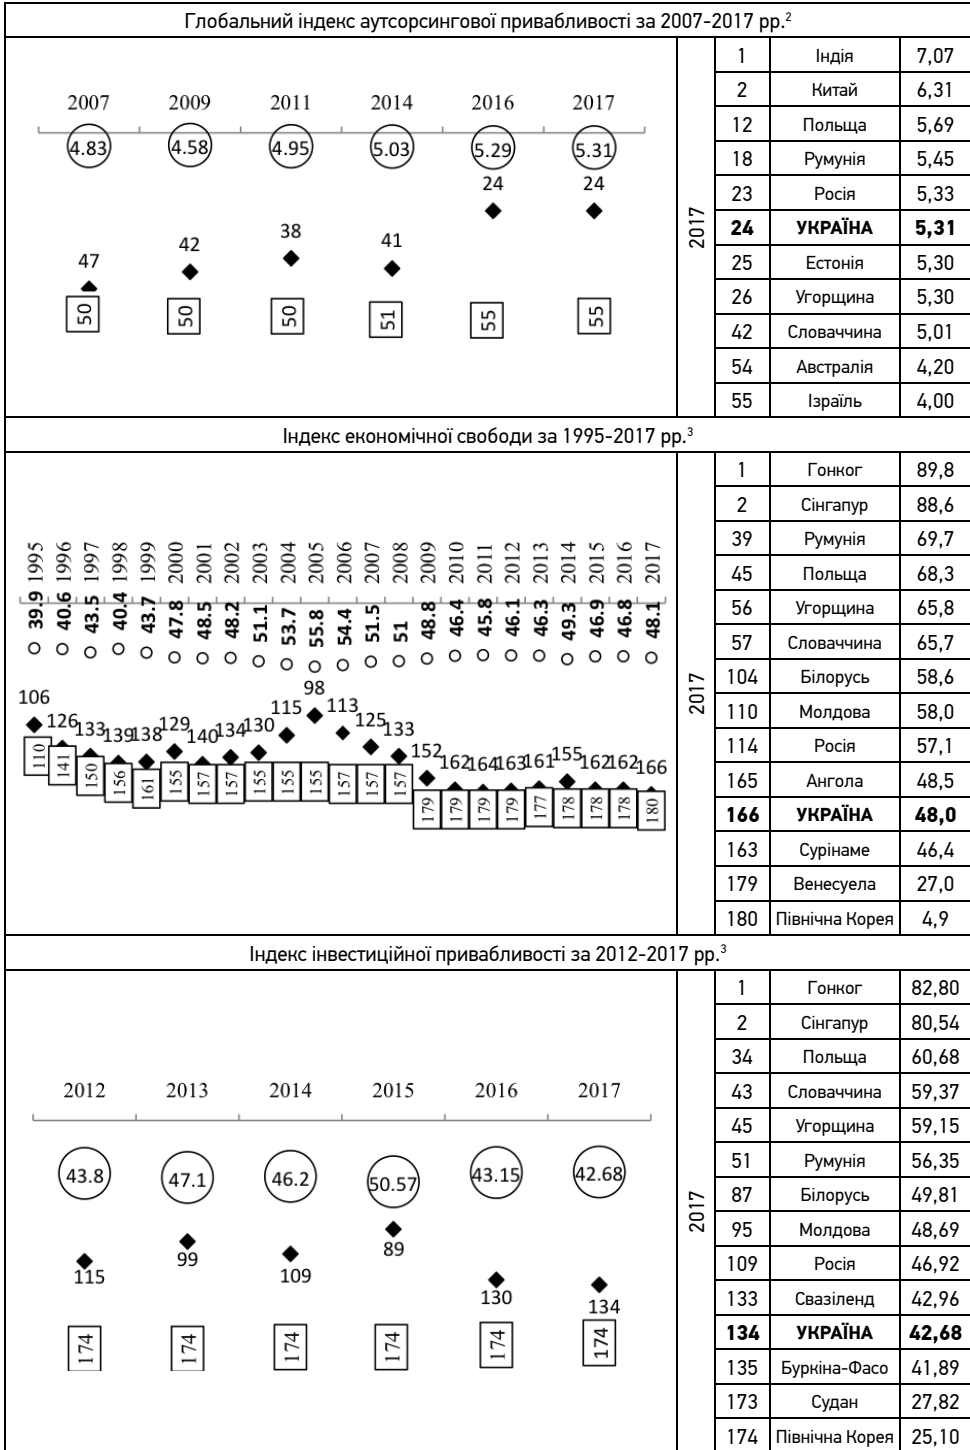 Глобальний індекс аутсорсингової привабливості за 2007-2017 рр.²
2007 2009 2011 2014 2016 2017
4.83 4.58 4.95 5.03 5.29 5.31
47 42 38 41 24 24
50 50 50 51 55 55
2017
1 Індія 7,07
2 Китай 6,31
12 Польща 5,69
18 Румунія 5,45
23 Росія 5,33
24 УКРАЇНА 5,31
25 Естонія 5,30
26 Угорщина 5,30
42 Словаччина 5,01
54 Австралія 4,20
55 Ізраїль 4,00
Індекс економічної свободи за 1995-2017 рр.³
1995 1996 1997 1998 1999 2000 2001 2002 2003 2004 2005 2006 2007 2008 2009 2010 2011 2012 2013 2014 2015 2016 2017
39.9 40.6 43.5 40.4 43.7 47.8 48.5 48.2 51.1 53.7 55.8 54.4 51.5 51 48.8 46.4 45.8 46.1 46.3 49.3 46.9 46.8 48.1
106 126 133 139 138 129 140 134 130 115 98 113 125 133 152 162 164 163 161 155 162 162 166
110 141 150 156 161 155 157 157 155 155 155 157 157 157 179 179 179 179 177 178 178 178 180
2017
1 Гонког 89,8
2 Сінгапур 88,6
39 Румунія 69,7
45 Польща 68,3
56 Угорщина 65,8
57 Словаччина 65,7
104 Білорусь 58,6
110 Молдова 58,0
114 Росія 57,1
165 Ангола 48,5
166 УКРАЇНА 48,0
163 Сурінаме 46,4
179 Венесуела 27,0
180 Північна Корея 4,9
Індекс інвестиційної привабливості за 2012-2017 рр.³
2012 2013 2014 2015 2016 2017
43.8 47.1 46.2 50.57 43.15 42.68
115 99 109 89 130 134
174 174 174 174 174 174
2017
1 Гонког 82,80
2 Сінгапур 80,54
34 Польща 60,68
43 Словаччина 59,37
45 Угорщина 59,15
51 Румунія 56,35
87 Білорусь 49,81
95 Молдова 48,69
109 Росія 46,92
133 Свазіленд 42,96
134 УКРАЇНА 42,68
135 Буркіна-Фасо 41,89
173 Судан 27,82
174 Північна Корея 25,10